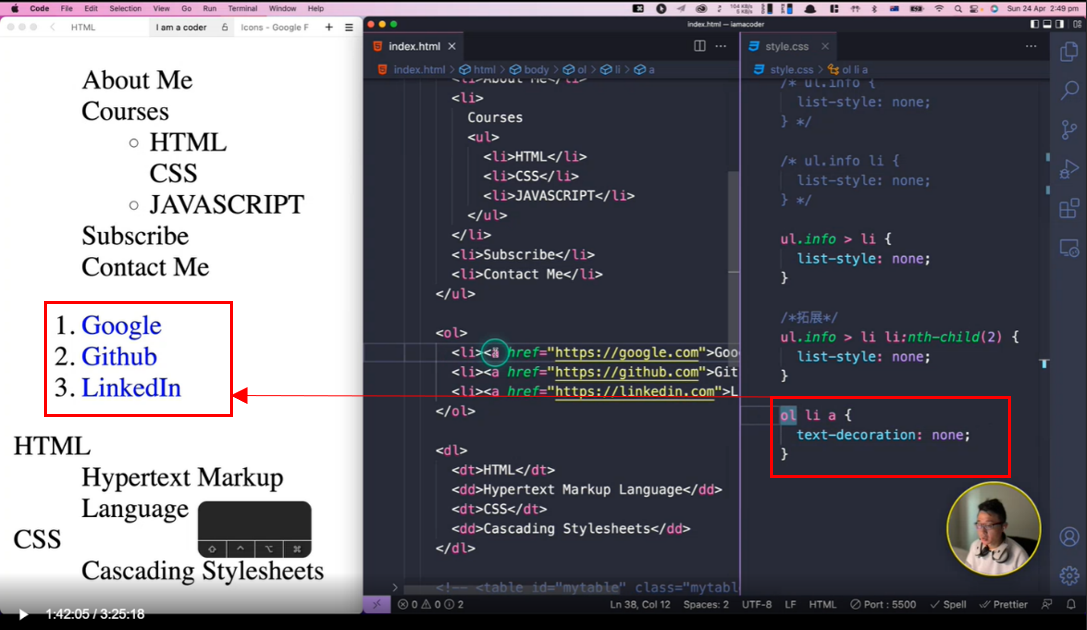 Code File Edit Selection View Go Run Terminal Window Help
Sun 24 Apr 2:49 pm
HTML I am a coder Icons - Google F
index.html — iamacoder
About Me
Courses
HTML
CSS
JAVASCRIPT
Subscribe
Contact Me
1. Google
2. Github
3. LinkedIn
HTML
Hypertext Markup
Language
CSS
Cascading Stylesheets
index.html
index.html > html > body > ol > li > a
<li>About Me</li>
<li>
Courses
<ul>
<li>HTML</li>
<li>CSS</li>
<li>JAVASCRIPT</li>
</ul>
</li>
<li>Subscribe</li>
<li>Contact Me</li>
</ul>
<ol>
<li><a href="https://google.com">Goo
<li><a href="https://github.com">Git
<li><a href="https://linkedin.com">L
</ol>
<dl>
<dt>HTML</dt>
<dd>Hypertext Markup Language</dd>
<dt>CSS</dt>
<dd>Cascading Stylesheets</dd>
</dl>
<!-- <table id="mytable" class="mytabl
style.css
style.css > ol li a
/* ul.info {
list-style: none;
} */
/* ul.info li {
list-style: none;
} */
ul.info > li {
list-style: none;
}
/*拓展*/
ul.info > li li:nth-child(2) {
list-style: none;
}
ol li a {
text-decoration: none;
}
0 0 2 Ln 38, Col 12 Spaces: 2 UTF-8 LF HTML Port : 5500 Spell Prettier
1:42:05 / 3:25:18